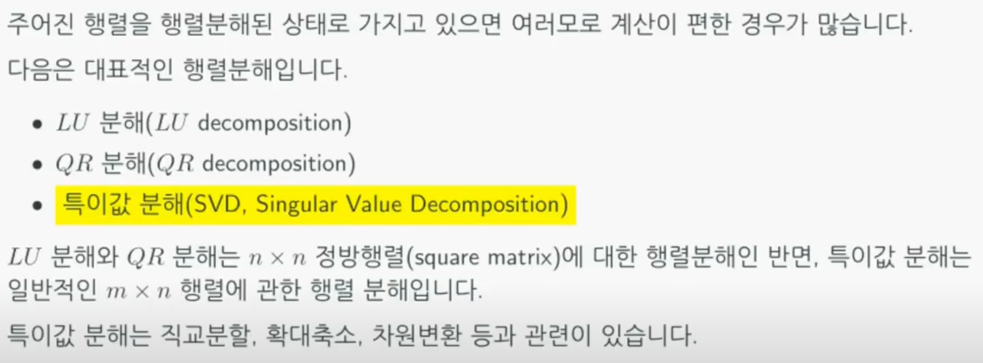 주어진 행렬을 행렬분해된 상태로 가지고 있으면 여러모로 계산이 편한 경우가 많습니다.
다음은 대표적인 행렬분해입니다.
• LU 분해(LU decomposition)
• QR 분해(QR decomposition)
• 특이값 분해(SVD, Singular Value Decomposition)
LU 분해와 QR 분해는 n × n 정방행렬(square matrix)에 대한 행렬분해인 반면, 특이값 분해는
일반적인 m × n 행렬에 관한 행렬 분해입니다.
특이값 분해는 직교분할, 확대축소, 차원변환 등과 관련이 있습니다.